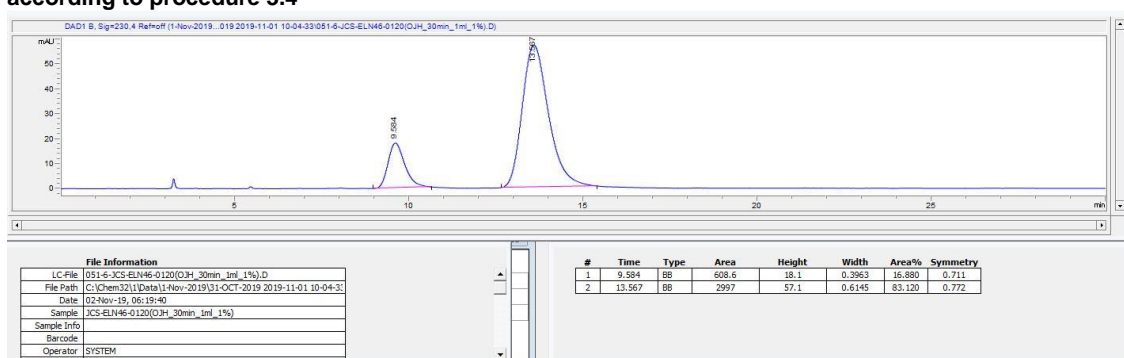 according to procedure 3.4
DAD1 B, Sig=230,4 Ref=off (1-Nov-2019...019 2019-11-01 10-04-33\051-6-JCS-ELN46-0120(OJH_30min_1ml_1%).D)
mAU
50
40
30
20
10
0
9.584
13.567
5 10 15 20 25 min
File Information
LC-File 051-6-JCS-ELN46-0120(OJH_30min_1ml_1%).D
File Path C:\Chem32\1\Data\1-Nov-2019\31-OCT-2019 2019-11-01 10-04-3
Date 02-Nov-19, 06:19:40
Sample JCS-ELN46-0120(OJH_30min_1ml_1%)
Sample Info
Barcode
Operator SYSTEM
# Time Type Area Height Width Area% Symmetry
1 9.584 BB 608.6 18.1 0.3963 16.880 0.711
2 13.567 BB 2997 57.1 0.6145 83.120 0.772